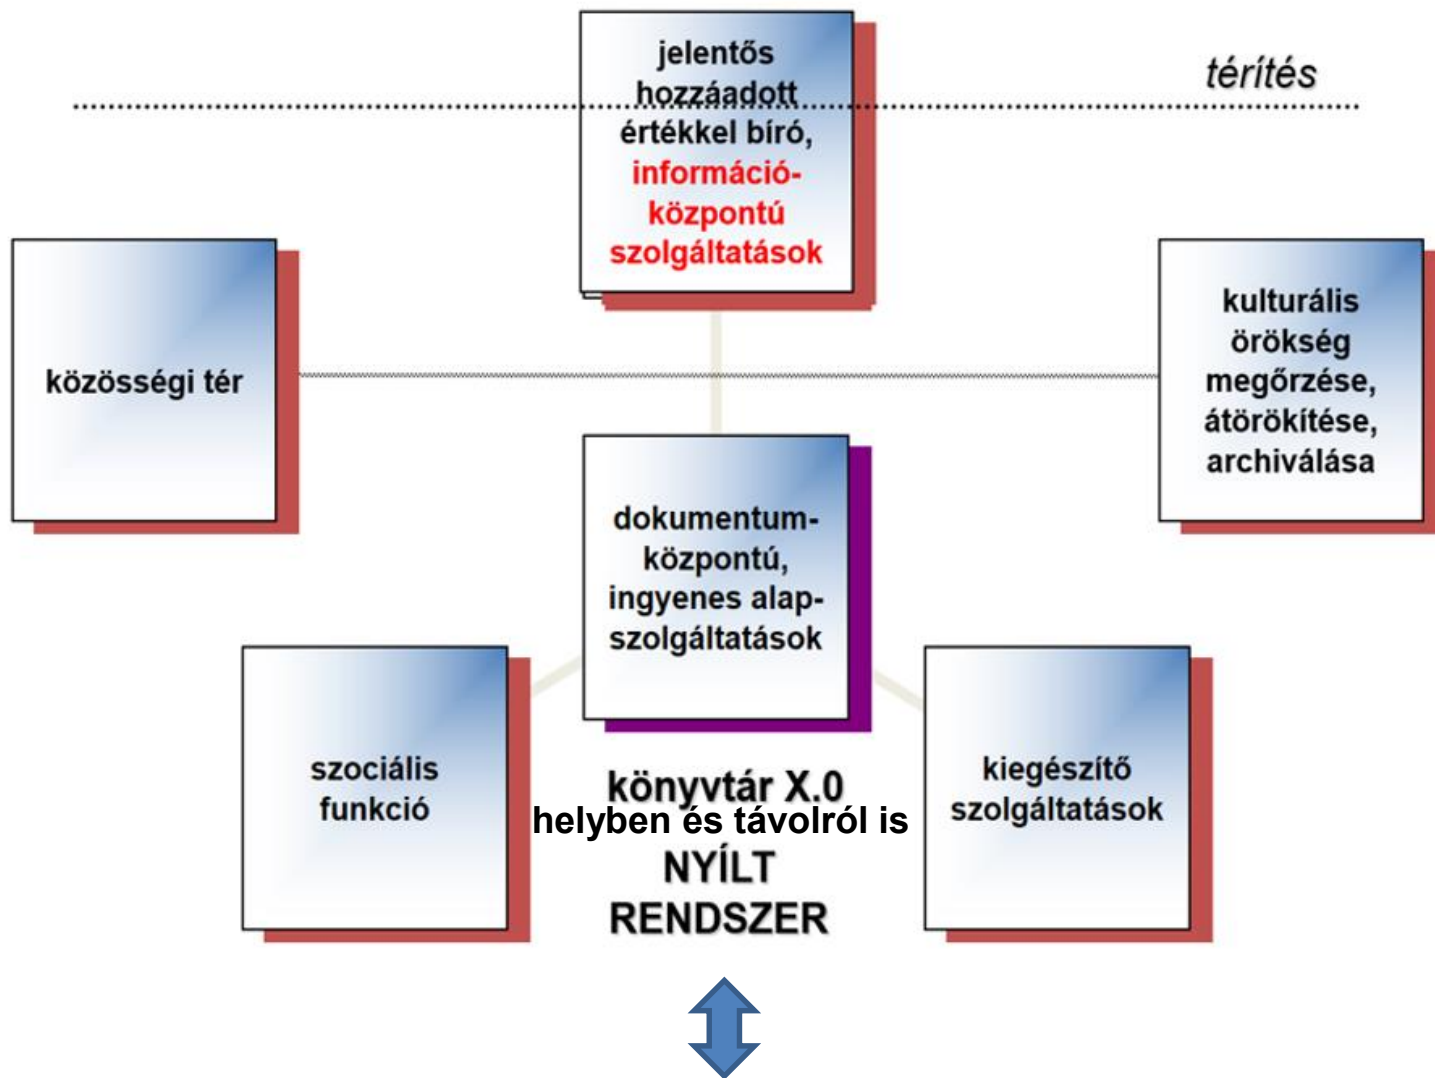 jelentős
hozzáadott
értékkel bíró,
információ-
központú
szolgáltatások
térítés
közösségi tér
kulturális
örökség
megőrzése,
átörökítése,
archiválása
dokumentum-
központú,
ingyenes alap-
szolgáltatások
szociális
funkció
kiegészítő
szolgáltatások
könyvtár X.0
helyben és távolról is
NYÍLT
RENDSZER